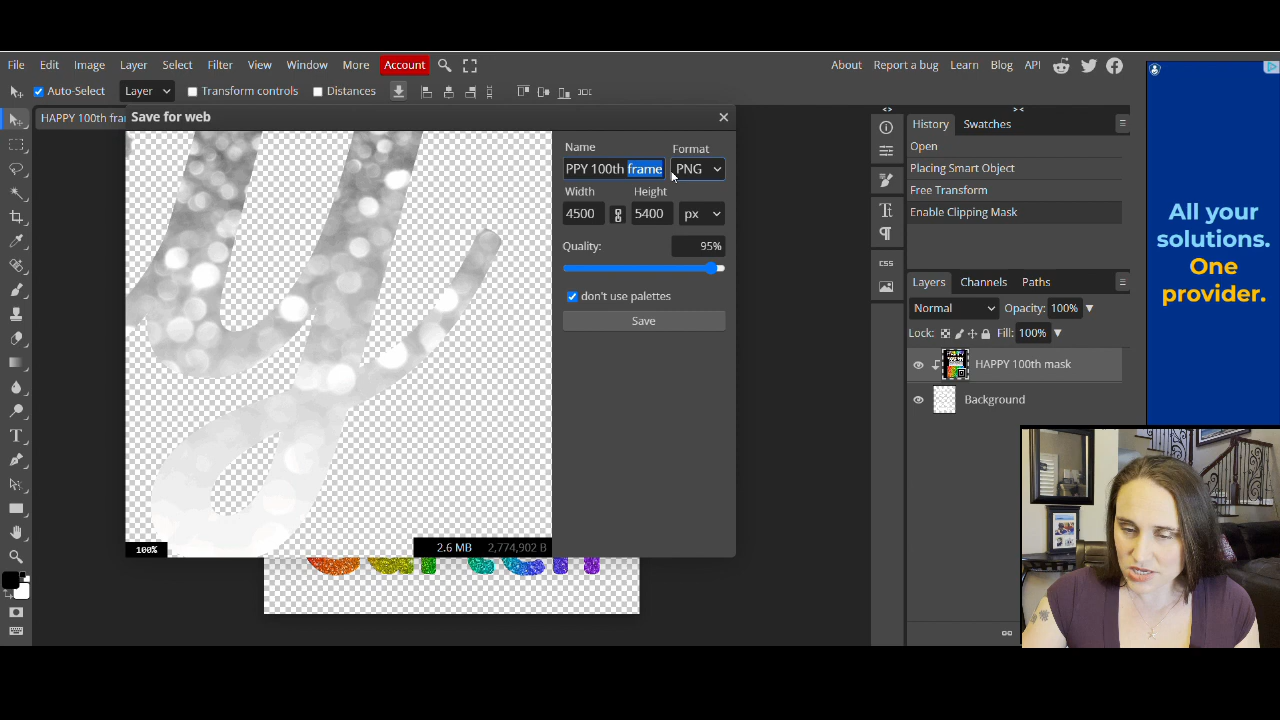 File Edit Image Layer Select Filter View Window More Account About Report a bug Learn Blog API
Auto-Select Layer Transform controls Distances
HAPPY 100th fra
Save for web
Name Format
PPY 100th frame PNG
Width Height
4500 5400 px
Quality: 95%
don't use palettes
Save
100%
2.6 MB 2,774,902 B
History Swatches
Open
Placing Smart Object
Free Transform
Enable Clipping Mask
CSS
Layers Channels Paths
Normal Opacity: 100%
Lock: Fill: 100%
HAPPY 100th mask
Background
All your
solutions.
One
provider.